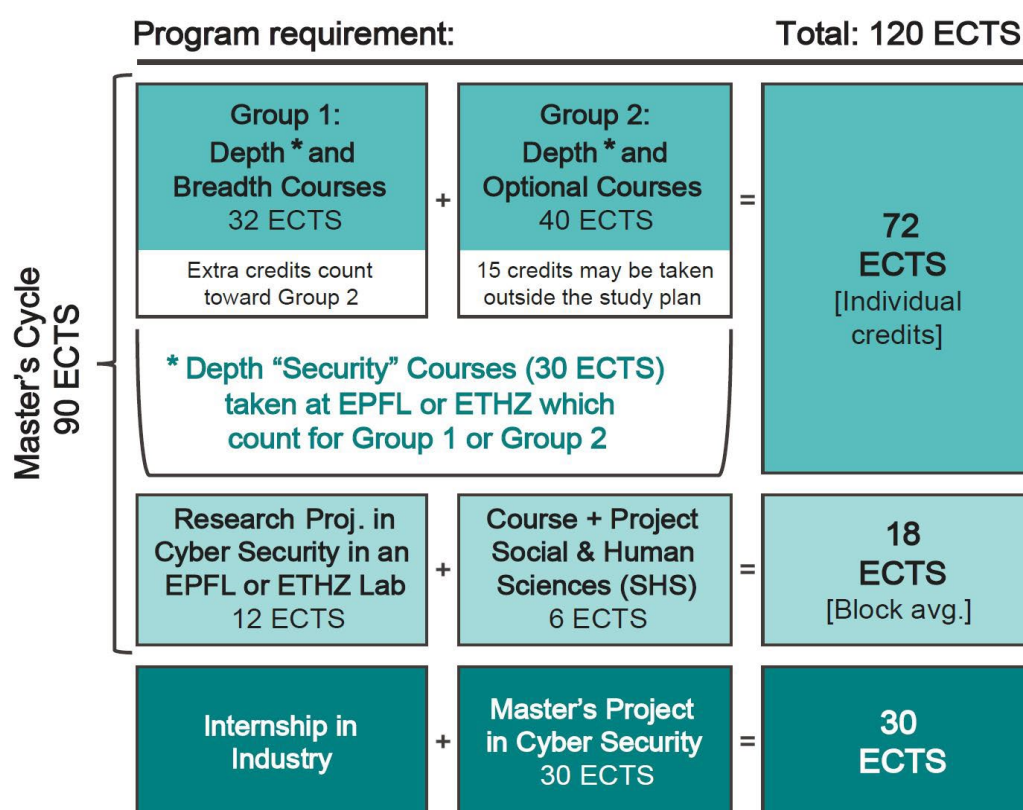 Program requirement: Total: 120 ECTS
Master's Cycle
90 ECTS
Group 1:
Depth * and
Breadth Courses
32 ECTS
Extra credits count
toward Group 2
+
Group 2:
Depth * and
Optional Courses
40 ECTS
15 credits may be taken
outside the study plan
=
72
ECTS
[Individual
credits]
* Depth “Security” Courses (30 ECTS)
taken at EPFL or ETHZ which
count for Group 1 or Group 2
Research Proj. in
Cyber Security in an
EPFL or ETHZ Lab
12 ECTS
+
Course + Project
Social & Human
Sciences (SHS)
6 ECTS
=
18
ECTS
[Block avg.]
Internship in
Industry
+
Master’s Project
in Cyber Security
30 ECTS
=
30
ECTS